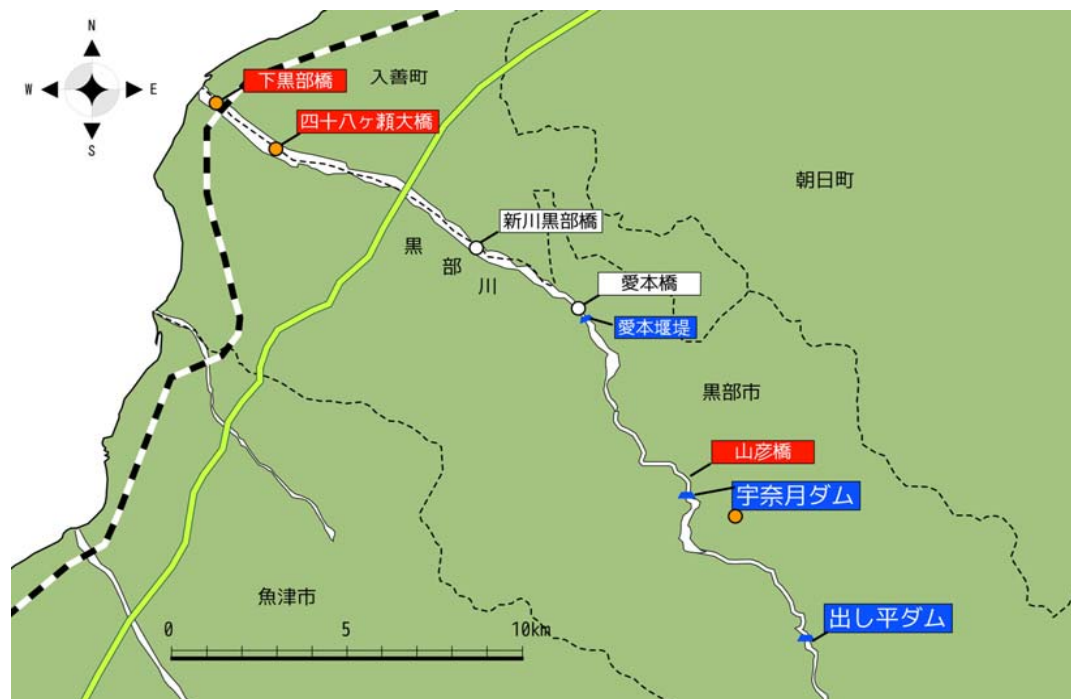 N
W
E
S
下黒部橋
入善町
四十八ヶ瀬大橋
朝日町
新川黒部橋
黒部川
愛本橋
愛本堰堤
黒部市
山彦橋
宇奈月ダム
魚津市
出し平ダム
0 5 10km